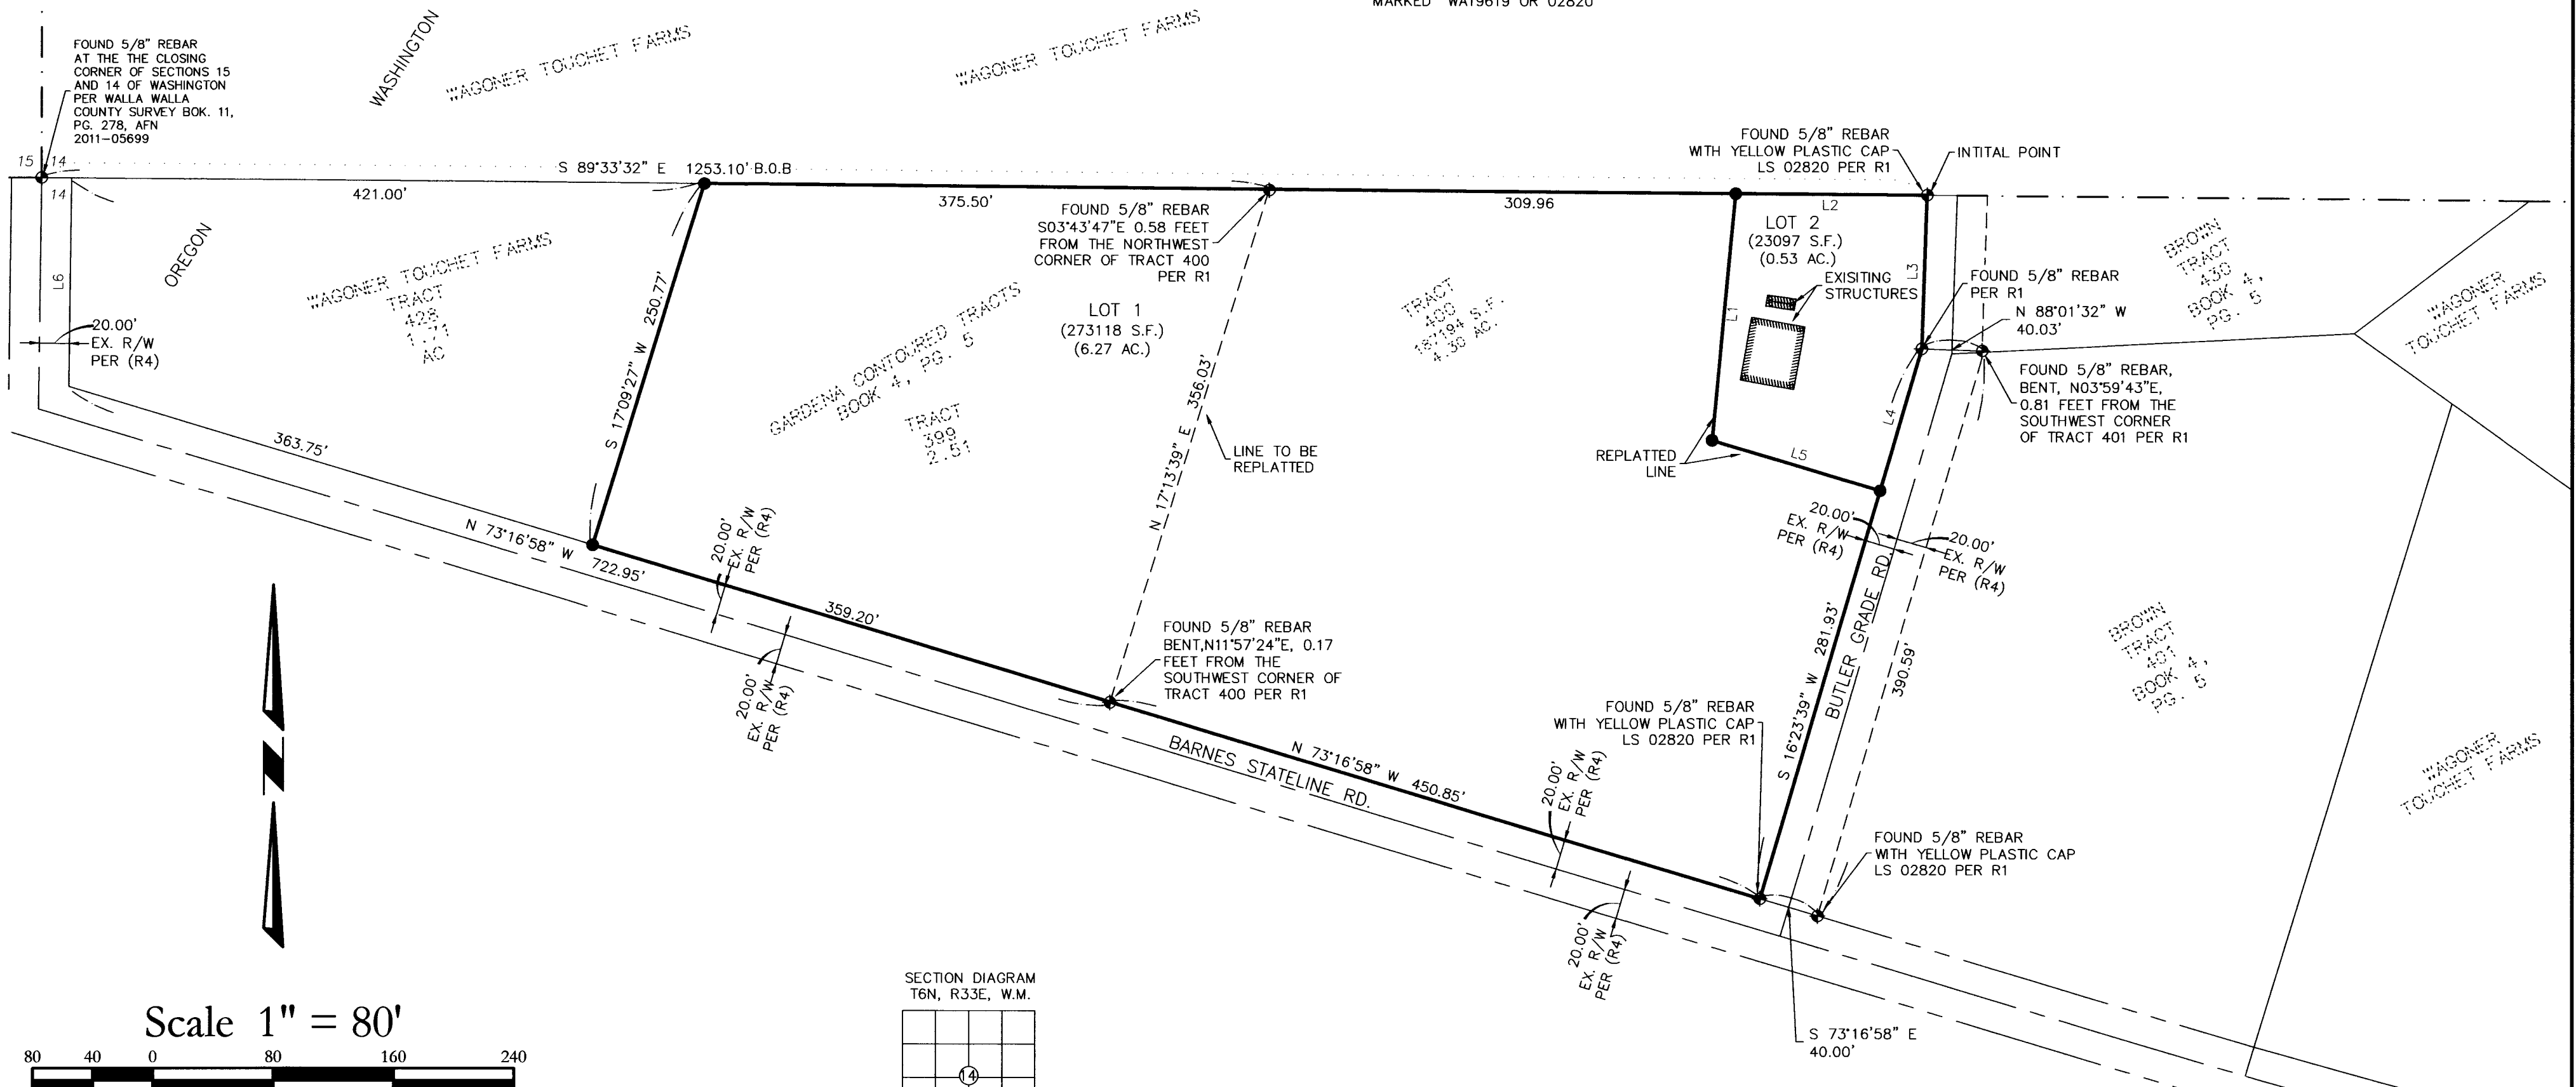 MARKED "WA19619 OR 02820"
FOUND 5/8" REBAR
AT THE THE CLOSING
CORNER OF SECTIONS 15
AND 14 OF WASHINGTON
PER WALLA WALLA
COUNTY SURVEY BOK. 11,
PG. 278, AFN
2011-05699
WASHINGTON
WAGONER TOUCHET FARMS
WAGONER TOUCHET FARMS
15
14
14
S 89°33'32" E 1253.10' B.O.B
421.00'
375.50'
309.96
FOUND 5/8" REBAR
WITH YELLOW PLASTIC CAP
LS 02820 PER R1
INTITAL POINT
L2
LOT 2
(23097 S.F.)
(0.53 AC.)
EXISITING
STRUCTURES
L1
L3
L4
L5
L6
OREGON
20.00'
EX. R/W
PER (R4)
WAGONER TOUCHET FARMS
TRACT
428
1.71
AC
S 17°09'27" W 250.77'
FOUND 5/8" REBAR
S03°43'47"E 0.58 FEET
FROM THE NORTHWEST
CORNER OF TRACT 400
PER R1
LOT 1
(273118 S.F.)
(6.27 AC.)
GARDENA CONTOURED TRACTS
BOOK 4, PG. 5
TRACT
399
2.51
TRACT
400
187194 S.F.
4.30 AC.
N 17°13'39" E 356.03'
LINE TO BE
REPLATTED
REPLATTED
LINE
FOUND 5/8" REBAR
PER R1
N 88°01'32" W
40.03'
FOUND 5/8" REBAR,
BENT, N03°59'43"E,
0.81 FEET FROM THE
SOUTHWEST CORNER
OF TRACT 401 PER R1
BROWN
TRACT
430
BOOK 4,
PG. 5
WAGONER
TOUCHET FARMS
363.75'
N 73°16'58" W 722.95'
20.00'
EX. R/W
PER (R4)
359.20'
20.00'
EX. R/W
PER (R4)
FOUND 5/8" REBAR
BENT,N11°57'24"E, 0.17
FEET FROM THE
SOUTHWEST CORNER OF
TRACT 400 PER R1
N 73°16'58" W 450.85'
BARNES STATELINE RD.
20.00'
EX. R/W
PER (R4)
20.00'
EX. R/W
PER (R4)
20.00'
EX. R/W
PER (R4)
20.00'
EX. R/W
PER (R4)
S 16°23'39" W 281.93'
BUTLER GRADE RD.
390.59'
FOUND 5/8" REBAR
WITH YELLOW PLASTIC CAP
LS 02820 PER R1
FOUND 5/8" REBAR
WITH YELLOW PLASTIC CAP
LS 02820 PER R1
BROWN
TRACT
401
BOOK 4,
PG. 5
WAGONER
TOUCHET FARMS
S 73°16'58" E
40.00'
N
Scale 1" = 80'
80 40 0 80 160 240
SECTION DIAGRAM
T6N, R33E, W.M.
14